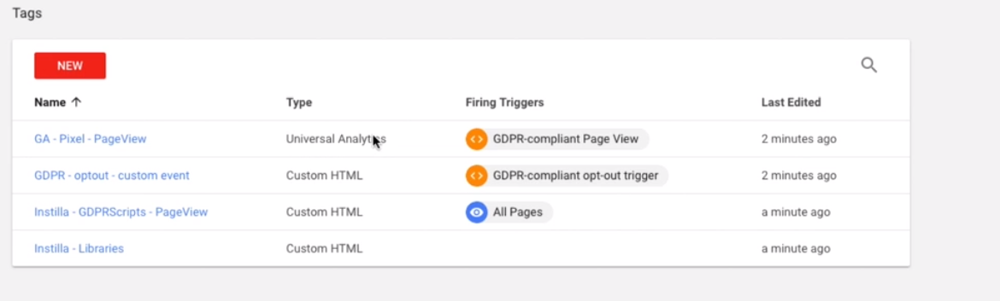 Tags
NEW
Name ↑ Type Firing Triggers Last Edited
GA - Pixel - PageView Universal Analytics GDPR-compliant Page View 2 minutes ago
GDPR - optout - custom event Custom HTML GDPR-compliant opt-out trigger 2 minutes ago
Instilla - GDPRScripts - PageView Custom HTML All Pages a minute ago
Instilla - Libraries Custom HTML a minute ago